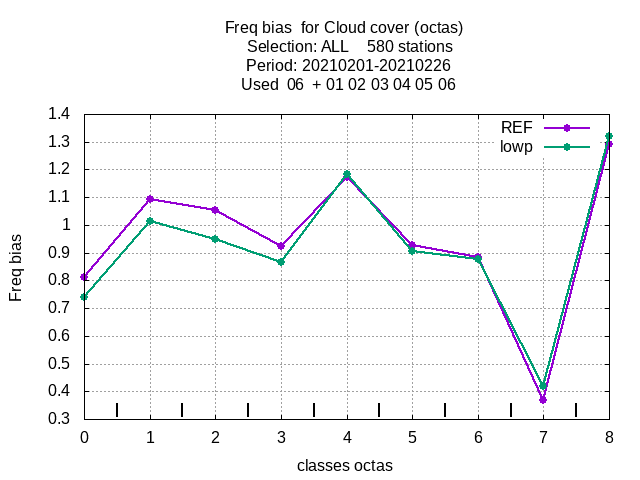 Freq bias  for Cloud cover (octas)
Selection: ALL    580 stations
Period: 20210201-20210226
Used  06  + 01 02 03 04 05 06
REF
lowp
1.4
1.3
1.2
1.1
1
0.9
0.8
0.7
0.6
0.5
0.4
0.3
Freq bias
0 1 2 3 4 5 6 7 8
classes octas